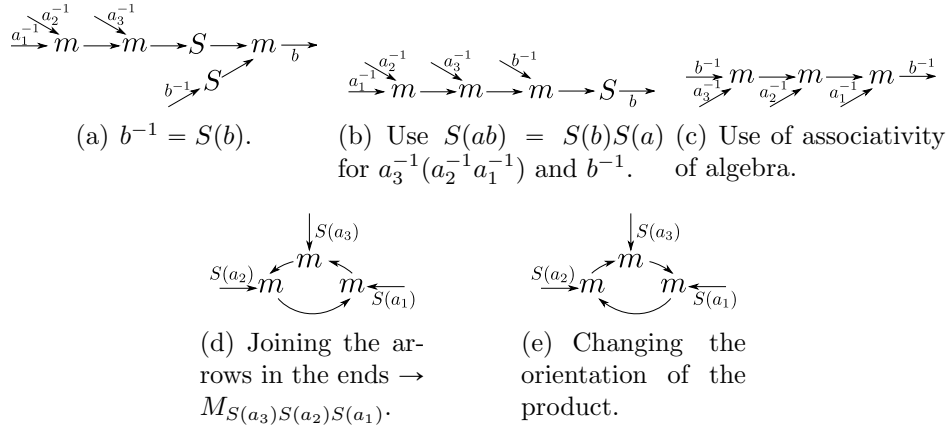 a_2^{-1} a_3^{-1}
a_1^{-1} m m S m b
b^{-1} S
(a) b^{-1} = S(b).
a_2^{-1} a_3^{-1} b^{-1}
a_1^{-1} m m m S b
(b) Use S(ab) = S(b)S(a)
for a_3^{-1}(a_2^{-1}a_1^{-1}) and b^{-1}.
b^{-1} m m m b^{-1}
a_3^{-1} a_2^{-1} a_1^{-1}
(c) Use of associativity
of algebra.
S(a_3)
m
S(a_2) m m S(a_1)
(d) Joining the ar-
rows in the ends →
M_{S(a_3)S(a_2)S(a_1)}.
S(a_3)
m
S(a_2) m m S(a_1)
(e) Changing the
orientation of the
product.